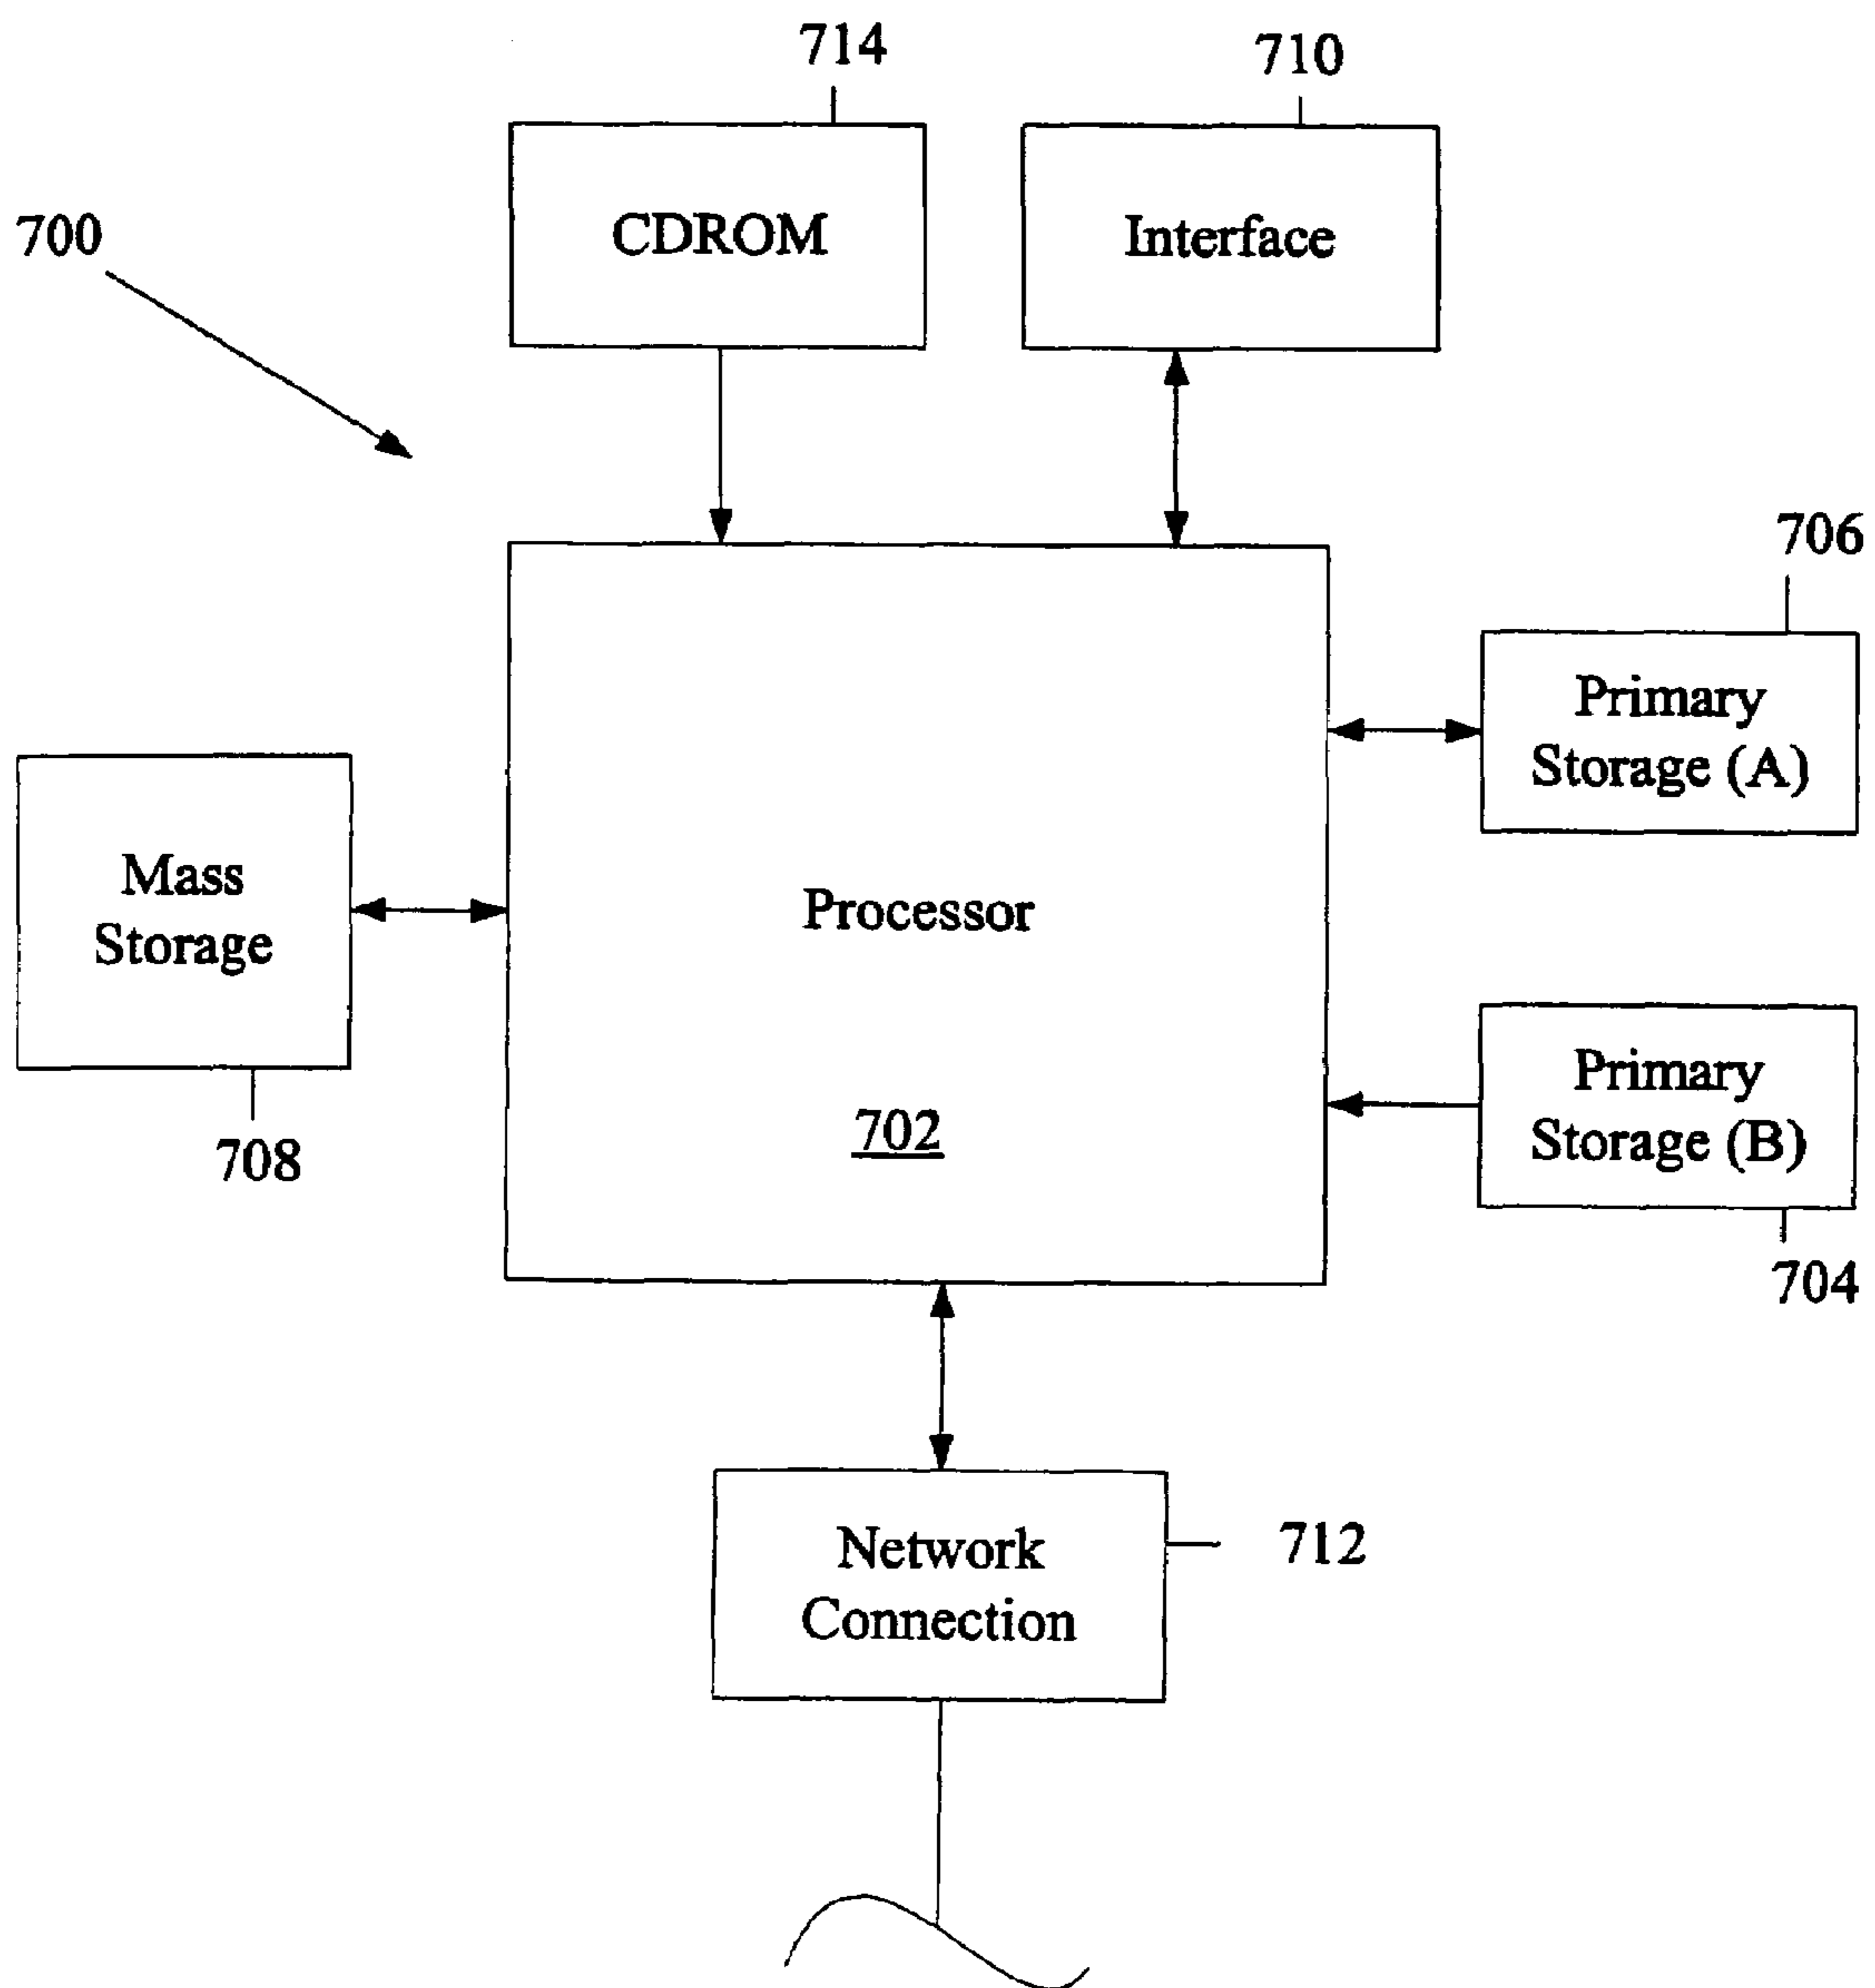 714
710
700
CDROM
Interface
706
Primary
Storage (A)
Mass
Storage
Processor
Primary
Storage (B)
702
708
704
Network
Connection
712